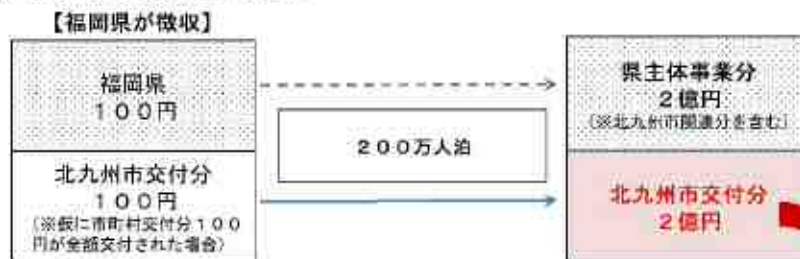 【福岡県が徴収】
福岡県
100円
北九州市交付分
100円
(※仮に市町村交付分100
円が全額交付された場合)
200万人泊
県主体事業分
2億円
(※北九州市関連分を含む)
北九州市交付分
2億円